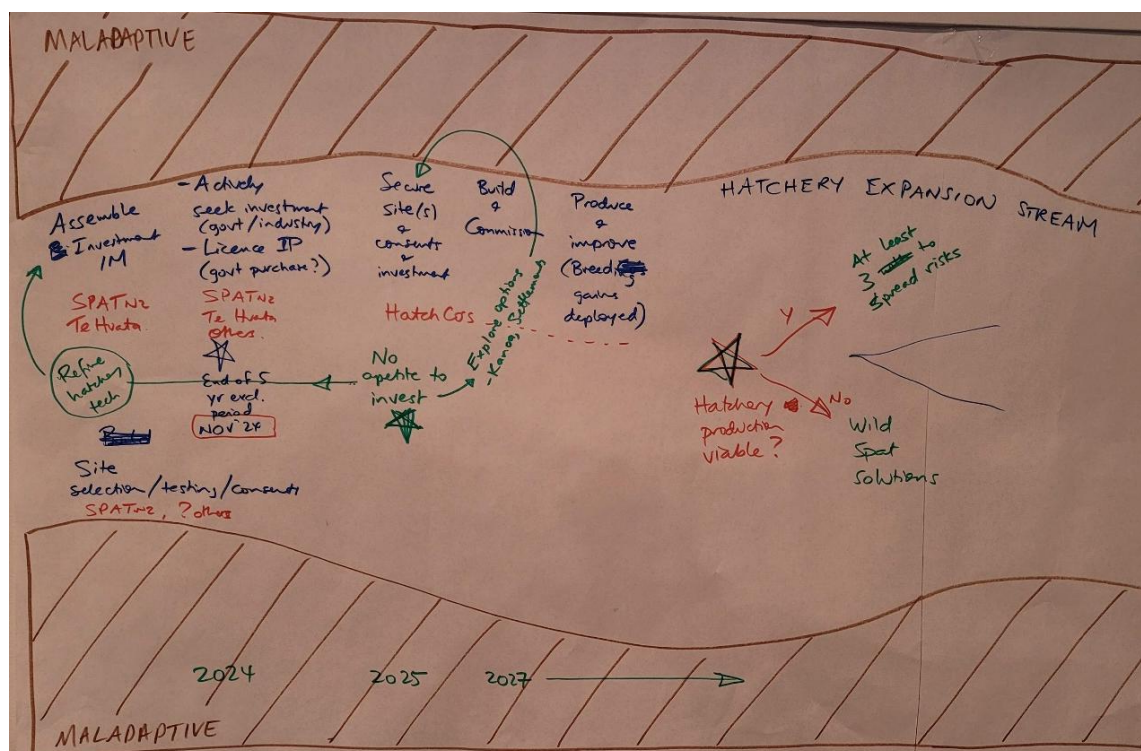 MALADAPTIVE
HATCHERY EXPANSION STREAM
Assemble
Investment
IM
SPATNZ
Te Huata
- Actively
seek investment
(govt/industry)
- Licence IP
(govt purchase?)
SPATNZ
Te Huata
others.
Secure
site(s)
&
consents
&
investment
HatchCos
Build
&
Commission
Produce
&
improve
(Breeding
gains
deployed)
Explore options
- Kanoa, Settlements
Refine
hatchery
tech
End of 5
yr excl.
period
NOV 24
No
apetite to
invest
Site
selection/testing/consents
SPATNZ, ?others
At least
3 to
spread risks
Y
No
Hatchery
production
viable?
Wild
Spat
solutions
2024
2025
2027
MALADAPTIVE